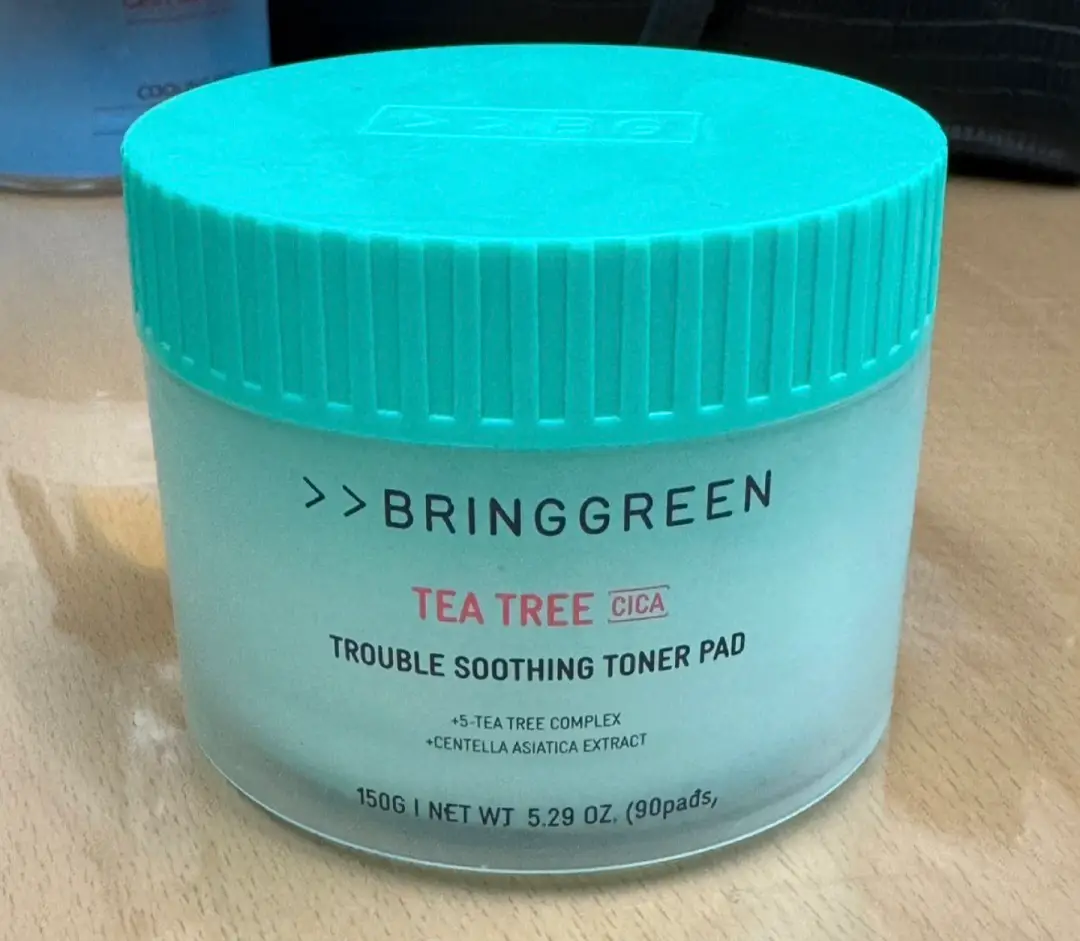 >>BG
>>BRINGGREEN
TEA TREE CICA
TROUBLE SOOTHING TONER PAD
+5-TEA TREE COMPLEX
+CENTELLA ASIATICA EXTRACT
150G | NET WT 5.29 OZ. (90pads,